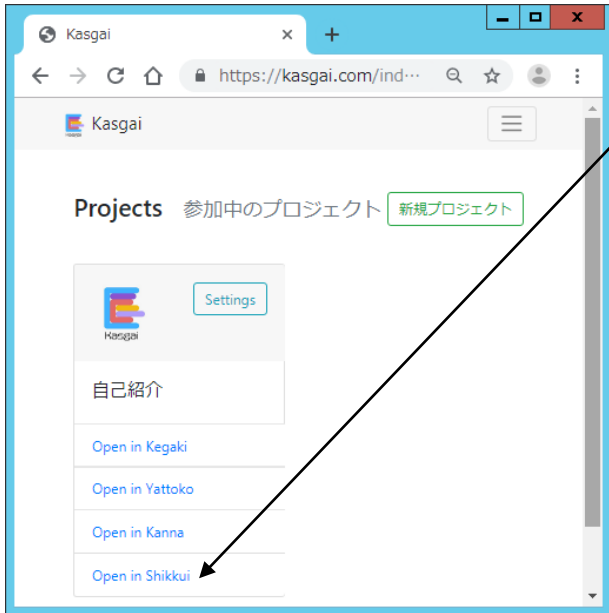 Kasgai
https://kasgai.com/ind…
Kasgai
Projects 参加中のプロジェクト 新規プロジェクト
Kasgai
Settings
自己紹介
Open in Kegaki
Open in Yattoko
Open in Kanna
Open in Shikkui